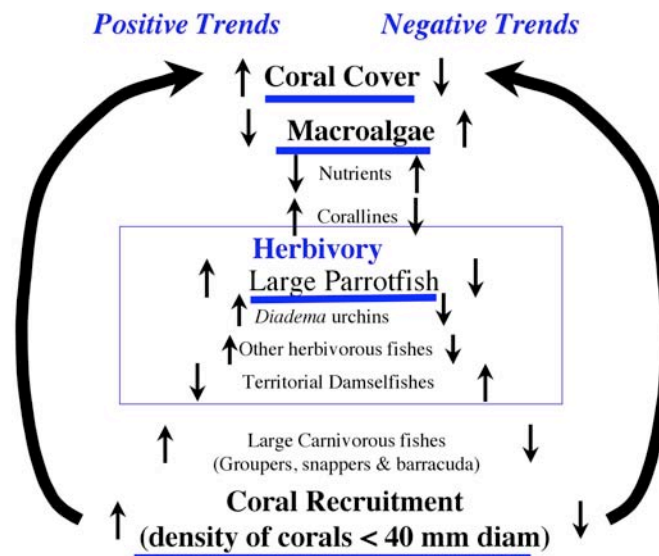 Positive Trends Negative Trends
Coral Cover
Macroalgae
Nutrients
Corallines
Herbivory
Large Parrotfish
Diadema urchins
Other herbivorous fishes
Territorial Damselfishes
Large Carnivorous fishes
(Groupers, snappers & barracuda)
Coral Recruitment
(density of corals < 40 mm diam)